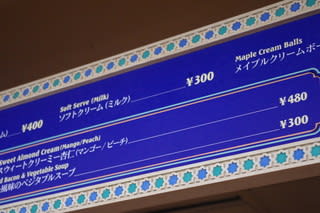 Soft Serve (Milk)
ソフトクリーム(ミルク) ¥300
Maple Cream Balls
メイプルクリームボー
¥400
Sweet Almond Cream (Mango/Peach)
スウィートクリーミー杏仁(マンゴー/ピーチ) ¥480
Bacon & Vegetable Soup
風味のベジタブルスープ ¥300